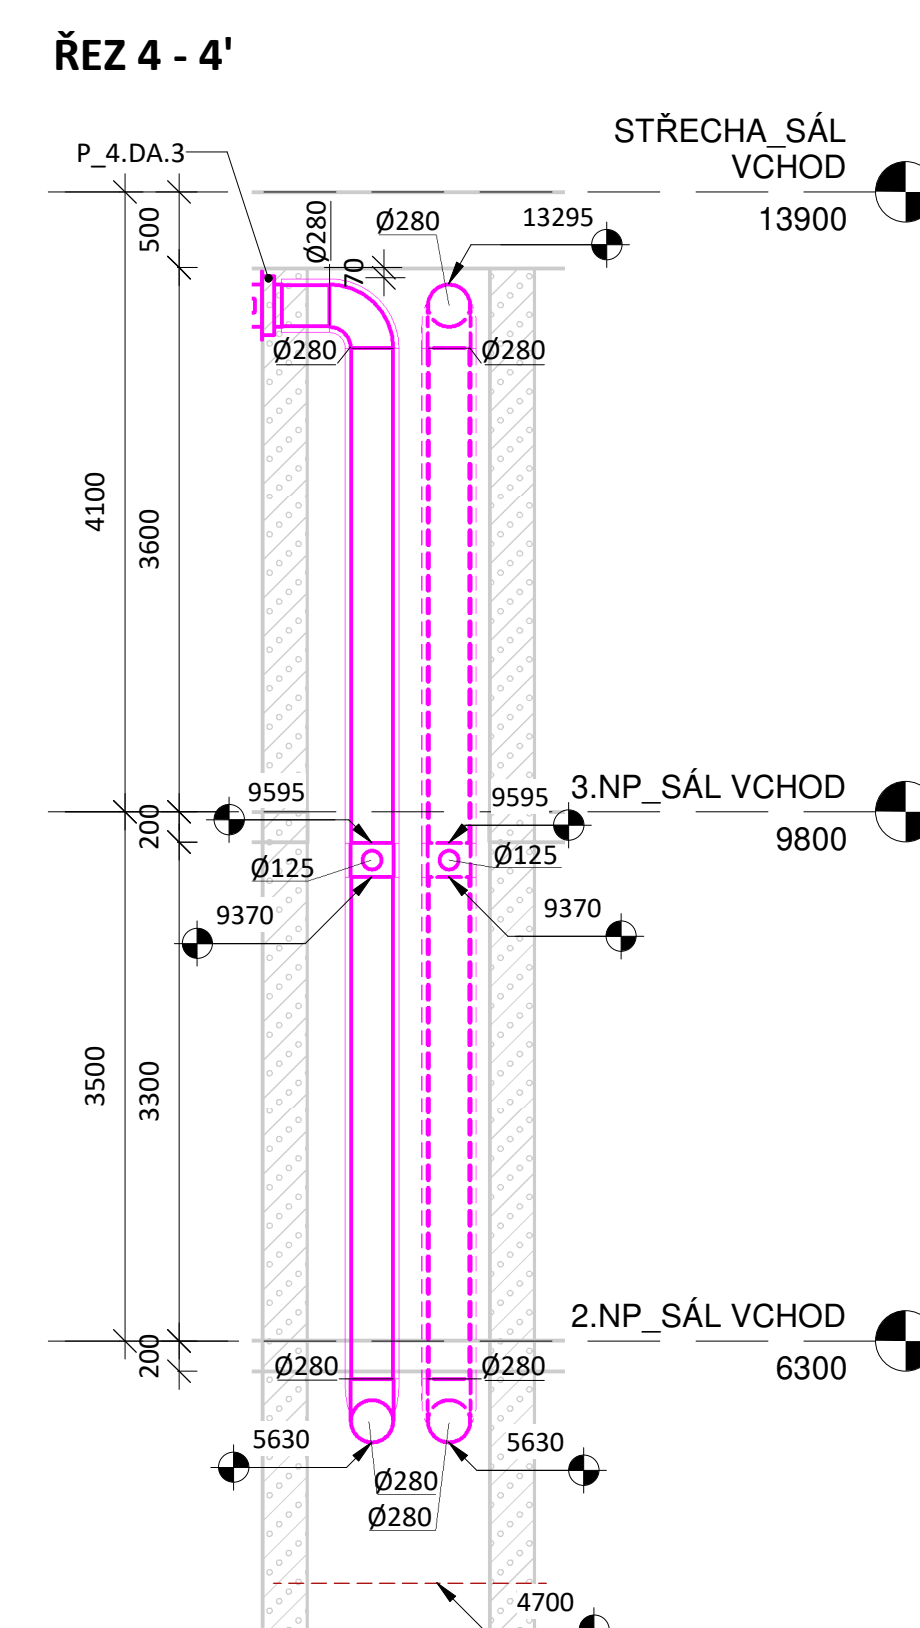 ŘEZ 4 - 4'
STŘECHA_SÁL
VCHOD
13900
P_4.DA.3
500
Ø280
Ø280
13295
70
Ø280
Ø280
4100
3600
9595
9595
3.NP_SÁL VCHOD
9800
200
Ø125
Ø125
9370
9370
3500
3300
2.NP_SÁL VCHOD
6300
200
Ø280
Ø280
5630
5630
Ø280
Ø280
4700